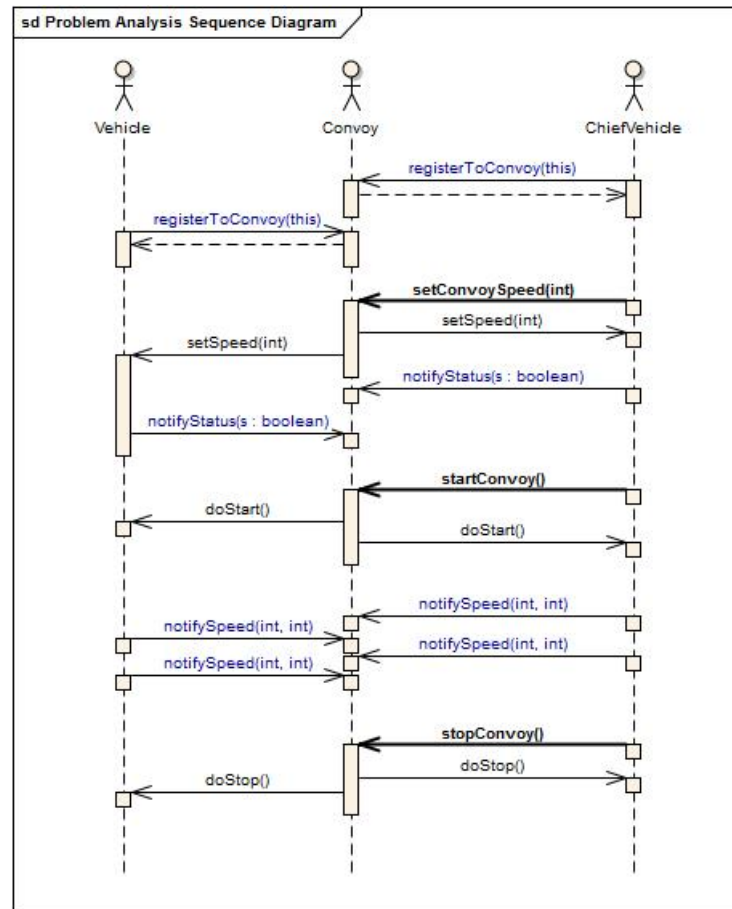 sd Problem Analysis Sequence Diagram
Vehicle
Convoy
ChiefVehicle
registerToConvoy(this)
registerToConvoy(this)
setConvoySpeed(int)
setSpeed(int)
setSpeed(int)
notifyStatus(s : boolean)
notifyStatus(s : boolean)
startConvoy()
doStart()
doStart()
notifySpeed(int, int)
notifySpeed(int, int)
notifySpeed(int, int)
notifySpeed(int, int)
stopConvoy()
doStop()
doStop()